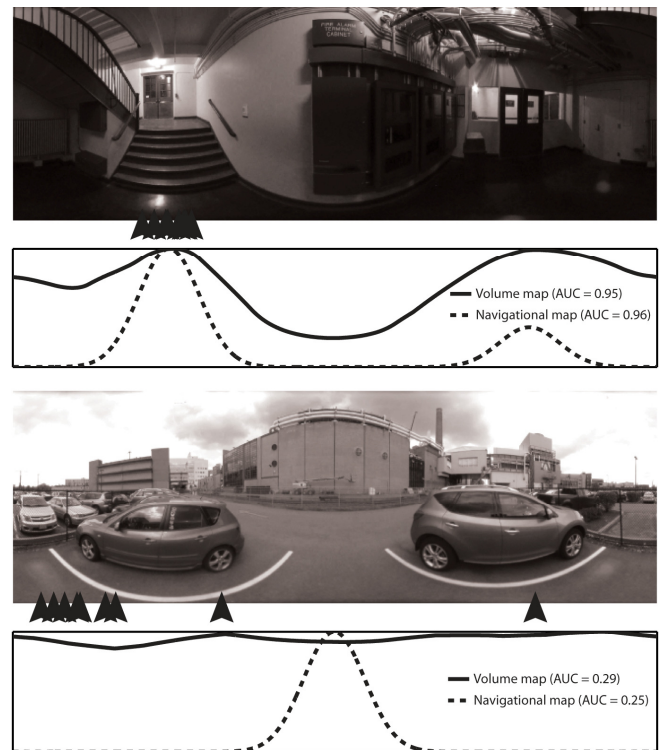 FIRE ALARM
TERMINAL
CABINET
Volume map (AUC = 0.95)
Navigational map (AUC = 0.96)
Volume map (AUC = 0.29)
Navigational map (AUC = 0.25)